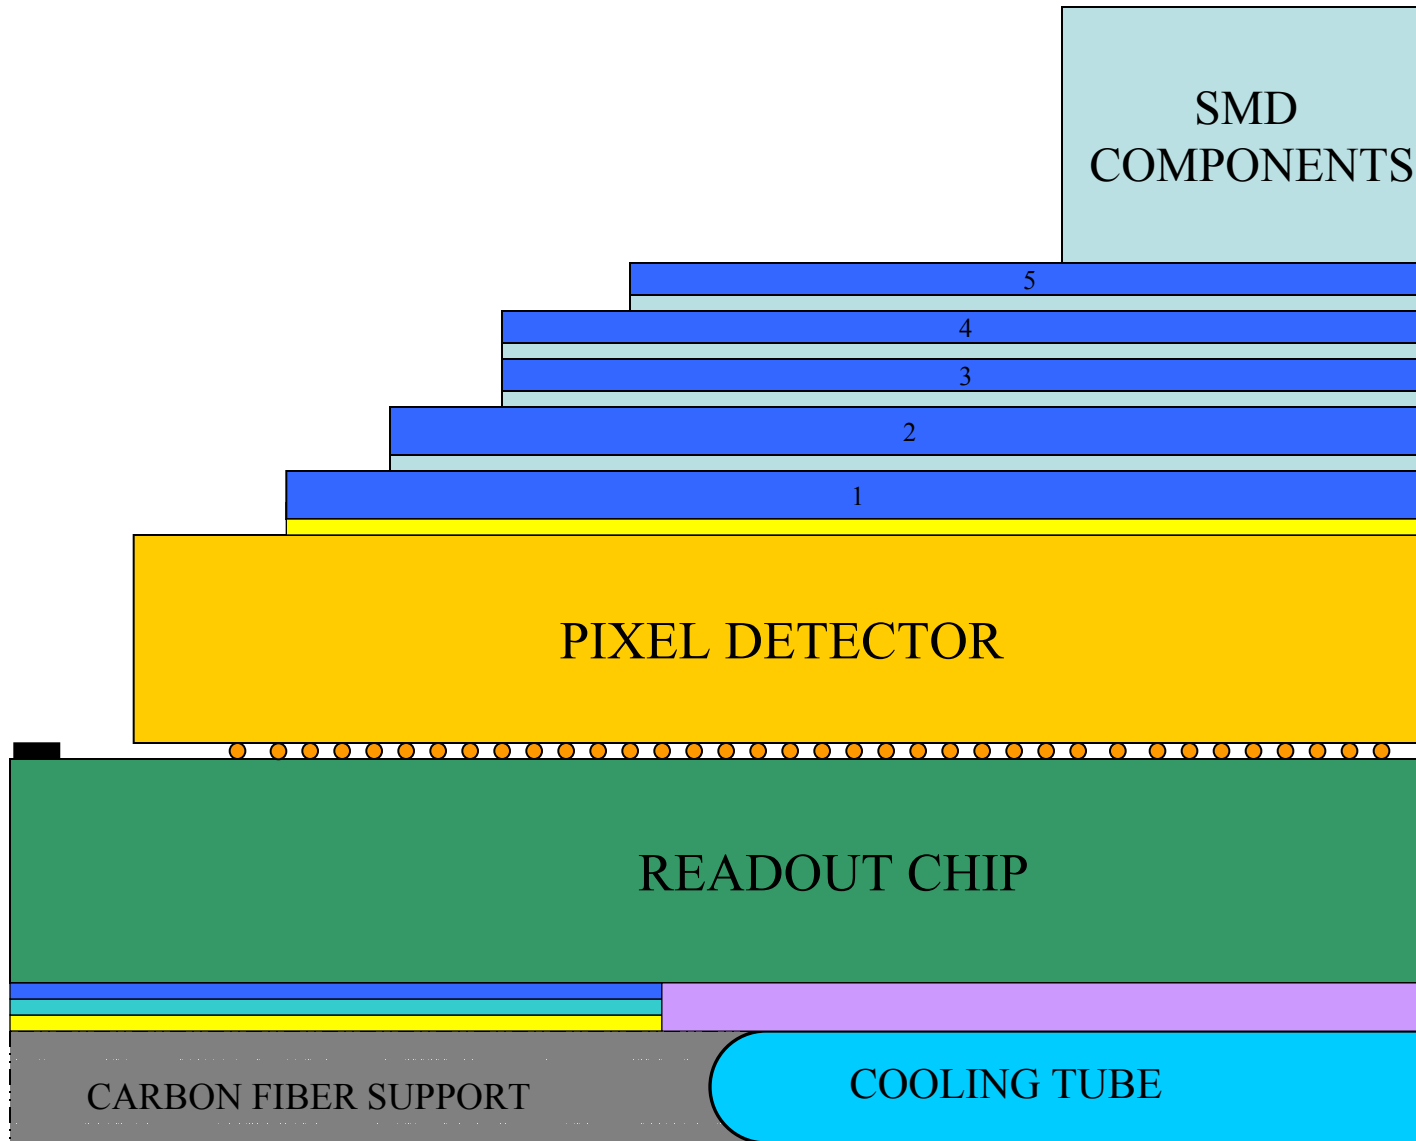 SMD
COMPONENTS
5
4
3
2
1
PIXEL DETECTOR
READOUT CHIP
CARBON FIBER SUPPORT
COOLING TUBE